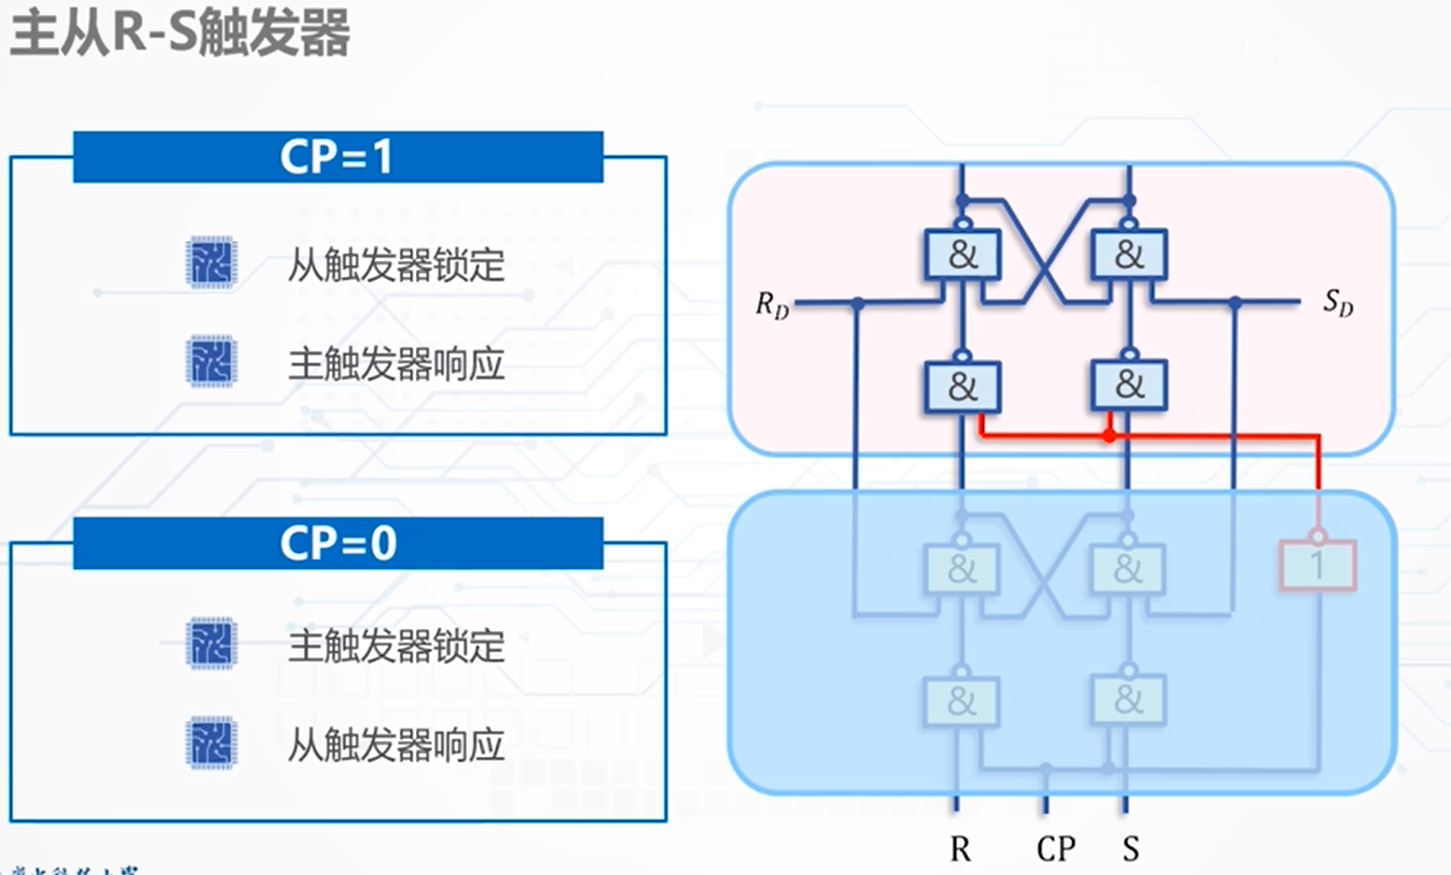 主从R-S触发器
CP=1
从触发器锁定
主触发器响应
CP=0
主触发器锁定
从触发器响应
& &
R_D S_D
& &
& & 1
& &
R CP S